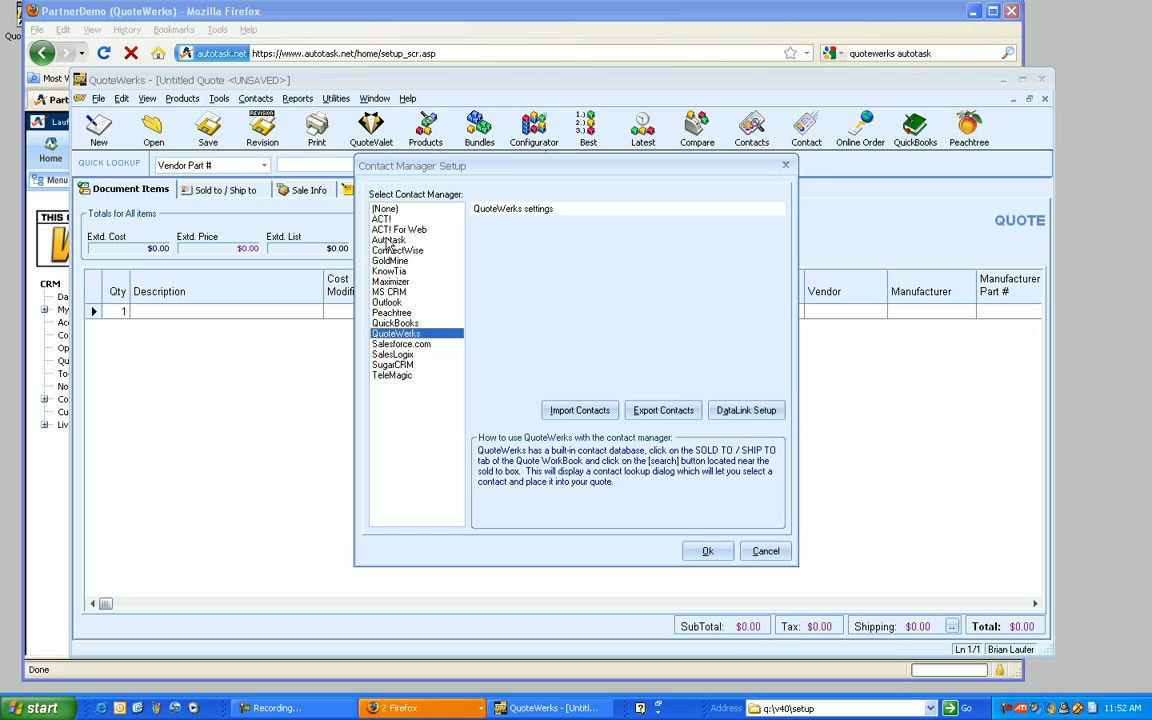 PartnerDemo (QuoteWerks) - Mozilla Firefox
Quo
File Edit View History Bookmarks Tools Help
autotask.net https://www.autotask.net/home/setup_scr.asp
quotewerks autotask
Most V
QuoteWerks - [Untitled Quote <UNSAVED>]
Part
File Edit View Products Tools Contacts Reports Utilities Window Help
Lauf
REVISION
New Open Save Revision Print QuoteValet Products Bundles Configurator Best Latest Compare Contacts Contact Online Order QuoteBooks Peachtree
Home
QUICK LOOKUP Vendor Part #
Menu
Document Items Sold to / Ship to Sale Info
Totals for All items
Extd. Cost Extd. Price Extd. List
$0.00 $0.00 $0.00
QUOTE
THIS
Qty Description Cost Modifi Vendor Manufacturer Manufacturer Part #
1
CRM
Da
My
Ac
Co
Op
Qu
To-
No
Co
Cu
Liv
Contact Manager Setup
Select Contact Manager:
(None)
ACT!
ACT! For Web
Autotask
ConnectWise
GoldMine
KnowTia
Maximizer
MS CRM
Outlook
Peachtree
QuickBooks
QuoteWerks
Salesforce.com
SalesLogix
SugarCRM
TeleMagic
QuoteWerks settings
Import Contacts Export Contacts DataLink Setup
How to use QuoteWerks with the contact manager:
QuoteWerks has a built-in contact database, click on the SOLD TO / SHIP TO
tab of the Quote WorkBook and click on the [search] button located near the
sold to box. This will display a contact lookup dialog which will let you select a
contact and place it into your quote.
Ok Cancel
SubTotal: $0.00 Tax: $0.00 Shipping: $0.00 .. Total: $0.00
Ln 1/1 Brian Laufer
Done
start Recording... 2 Firefox QuoteWerks - [Untitl... Address q:\v40\setup Go 11:52 AM